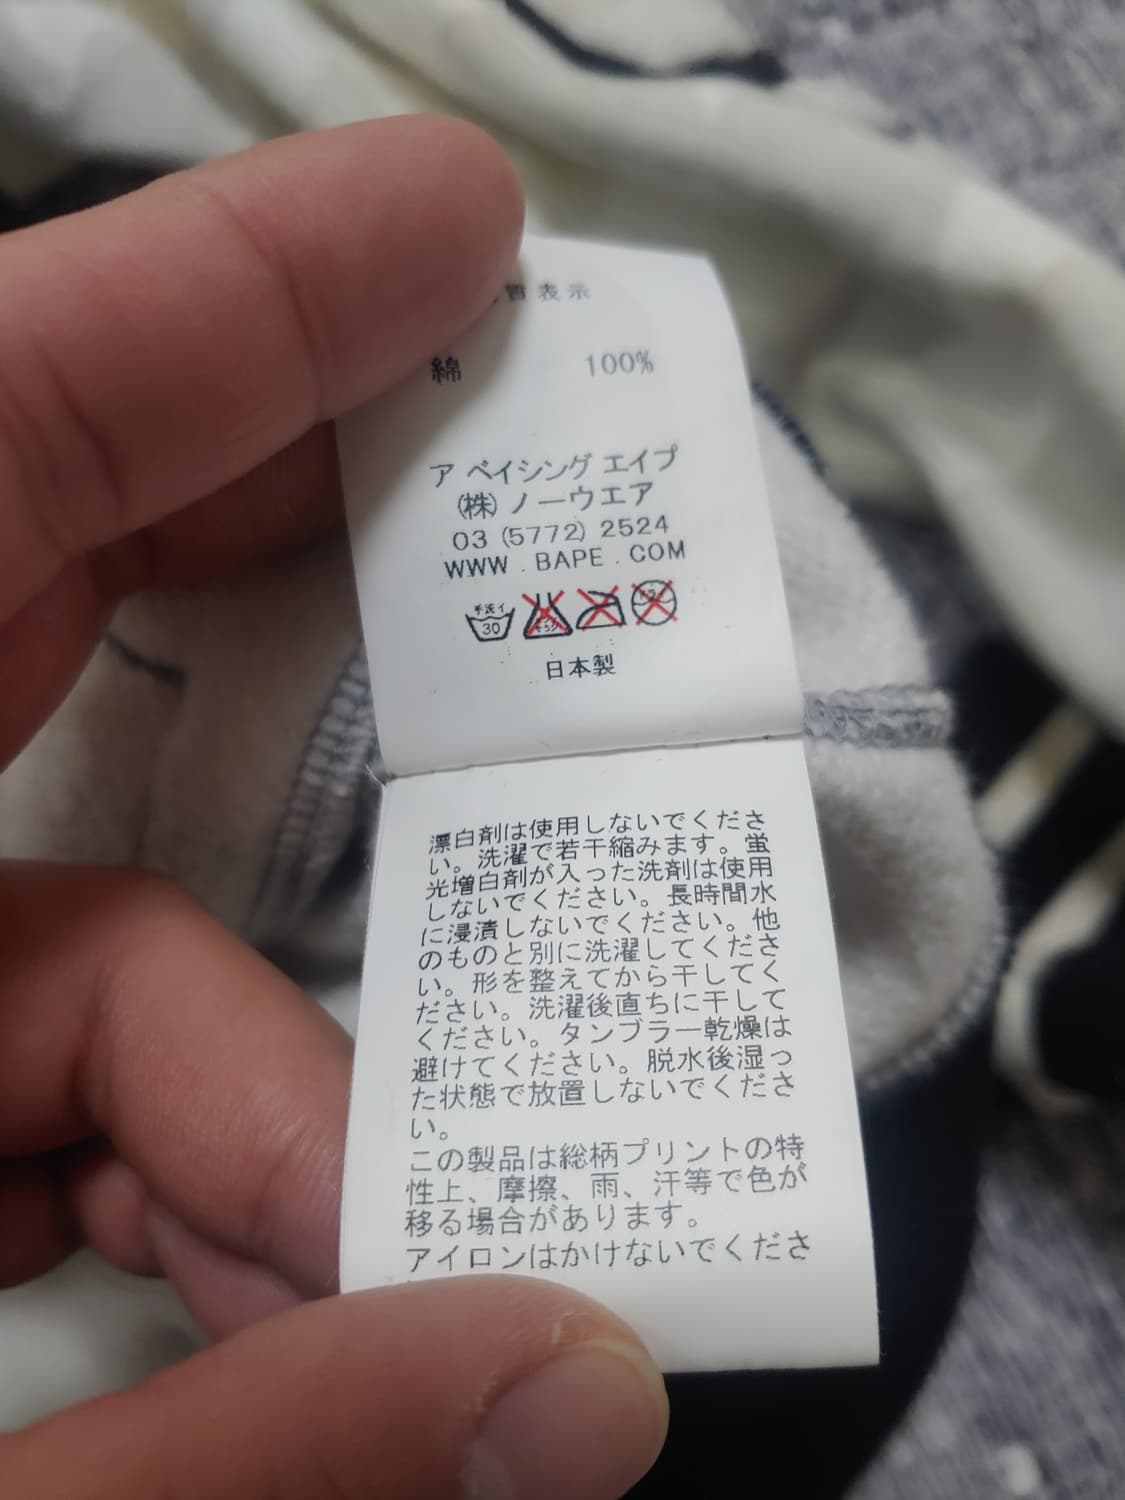 質表示
綿 100%
ア ベイシング エイプ
(株) ノーウエア
03 (5772) 2524
WWW . BAPE . COM
手洗イ
30
日本製
漂白剤は使用しないでくださ
い。洗濯で若干縮みます。蛍
光増白剤が入った洗剤は使用
しないでください。長時間水
に浸漬しないでください。他
のものと別に洗濯してくださ
い。形を整えてから干してく
ださい。洗濯後直ちに干して
ください。タンブラー乾燥は
避けてください。脱水後湿っ
た状態で放置しないでくださ
い。
この製品は総柄プリントの特
性上、摩擦、雨、汗等で色が
移る場合があります。
アイロンはかけないでくださ